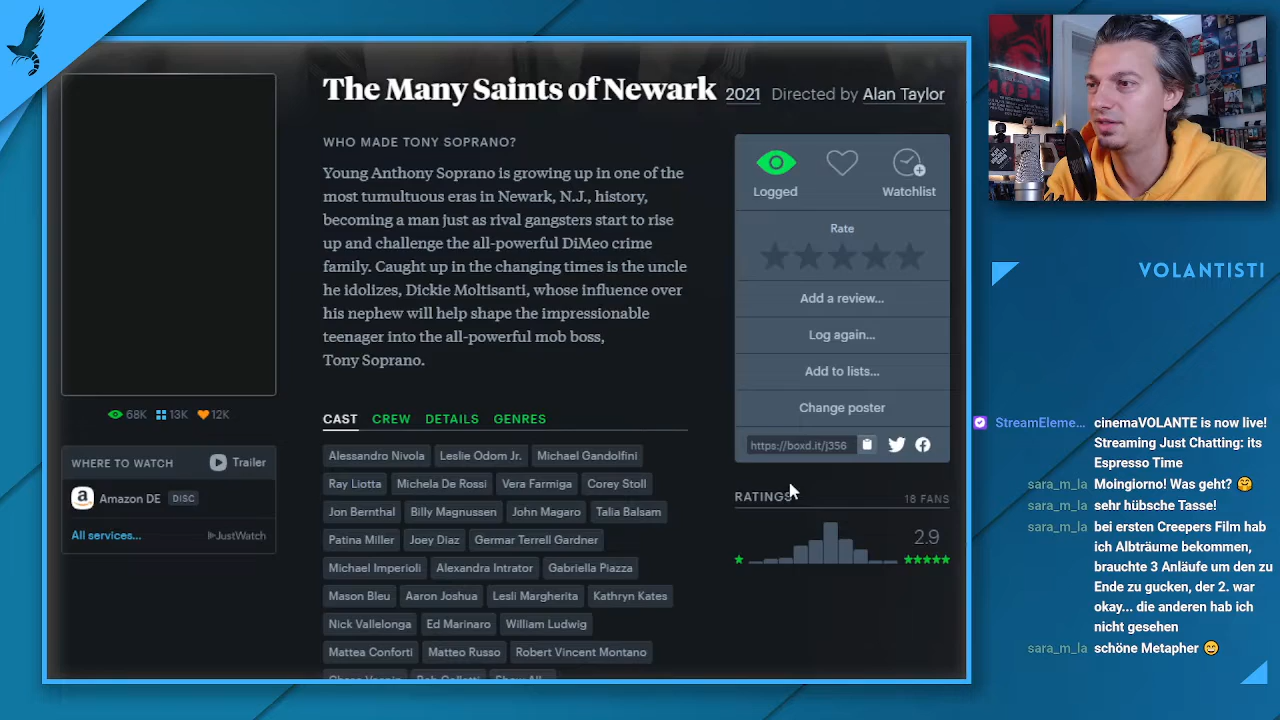 The Many Saints of Newark 2021 Directed by Alan Taylor
WHO MADE TONY SOPRANO?
Young Anthony Soprano is growing up in one of the
most tumultuous eras in Newark, N.J., history,
becoming a man just as rival gangsters start to rise
up and challenge the all-powerful DiMeo crime
family. Caught up in the changing times is the uncle
he idolizes, Dickie Moltisanti, whose influence over
his nephew will help shape the impressionable
teenager into the all-powerful mob boss,
Tony Soprano.
68K 13K 12K
WHERE TO WATCH Trailer
Amazon DE DISC
All services... JustWatch
CAST CREW DETAILS GENRES
Alessandro Nivola Leslie Odom Jr. Michael Gandolfini
Ray Liotta Michela De Rossi Vera Farmiga Corey Stoll
Jon Bernthal Billy Magnussen John Magaro Talia Balsam
Patina Miller Joey Diaz Germar Terrell Gardner
Michael Imperioli Alexandra Intrator Gabriella Piazza
Mason Bleu Aaron Joshua Lesli Margherita Kathryn Kates
Nick Vallelonga Ed Marinaro William Ludwig
Mattea Conforti Matteo Russo Robert Vincent Montano
Logged Watchlist
Rate
Add a review...
Log again...
Add to lists...
Change poster
https://boxd.it/j356
RATINGS 18 FANS
2.9
VOLANTISTI
StreamEleme... cinemaVOLANTE is now live!
Streaming Just Chatting: its
Espresso Time
sara_m_la Moingiorno! Was geht?
sara_m_la sehr hübsche Tasse!
sara_m_la bei ersten Creepers Film hab
ich Albträume bekommen,
brauchte 3 Anläufe um den zu
Ende zu gucken, der 2. war
okay... die anderen hab ich
nicht gesehen
sara_m_la schöne Metapher